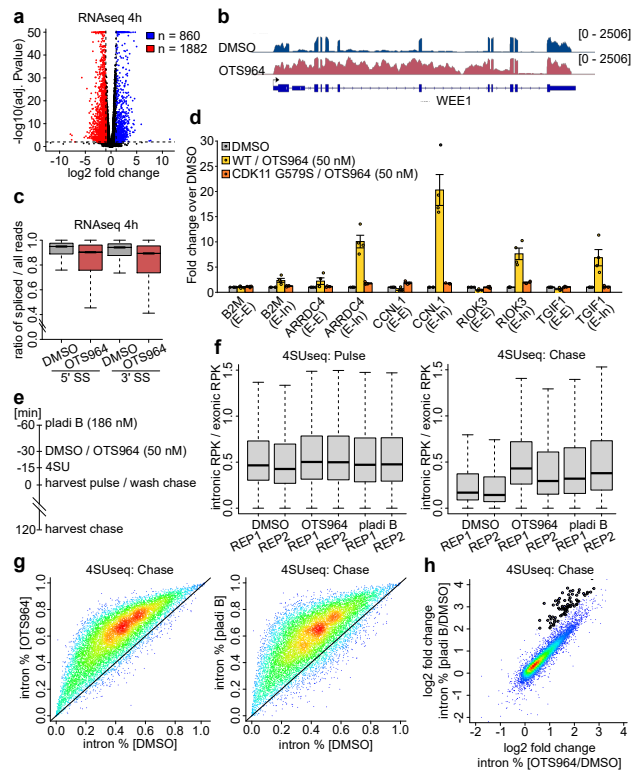 a
RNAseq 4h
n = 860
n = 1882
-log10(adj. Pvalue)
50
40
30
20
10
0
-10
-5
0
5
10
log2 fold change
b
DMSO
[0 - 2506]
OTS964
[0 - 2506]
WEE1
c
RNAseq 4h
ratio of spliced / all reads
1.0
0.8
0.6
0.4
0.0
DMSO
OTS964
DMSO
OTS964
5' SS
3' SS
d
DMSO
WT / OTS964 (50 nM)
CDK11 G579S / OTS964 (50 nM)
Fold change over DMSO
30
25
20
15
10
5
0
B2M (E-E)
B2M (E-In)
ARRDC4 (E-E)
ARRDC4 (E-In)
CCNL1 (E-E)
CCNL1 (E-In)
RIOK3 (E-E)
RIOK3 (E-In)
TGIF1 (E-E)
TGIF1 (E-In)
e
[min]
-60 pladi B (186 nM)
-30 DMSO / OTS964 (50 nM)
-15 4SU
0 harvest pulse / wash chase
120 harvest chase
f
4SUseq: Pulse
intronic RPK / exonic RPK
1.5
1.0
0.5
0.0
DMSO
OTS964
pladi B
REP1
REP2
REP1
REP2
REP1
REP2
4SUseq: Chase
intronic RPK / exonic RPK
1.5
1.0
0.5
0.0
DMSO
OTS964
pladi B
REP1
REP2
REP1
REP2
REP1
REP2
g
4SUseq: Chase
intron % [OTS964]
1.0
0.8
0.6
0.4
0.2
0.0
0.0
0.2
0.4
0.6
0.8
1.0
intron % [DMSO]
4SUseq: Chase
intron % [pladi B]
1.0
0.8
0.6
0.4
0.2
0.0
0.0
0.2
0.4
0.6
0.8
1.0
intron % [DMSO]
h
4SUseq: Chase
log2 fold change
intron % [pladi B/DMSO]
4
3
2
1
0
-1
-2
-2
-1
0
1
2
3
4
log2 fold change
intron % [OTS964/DMSO]